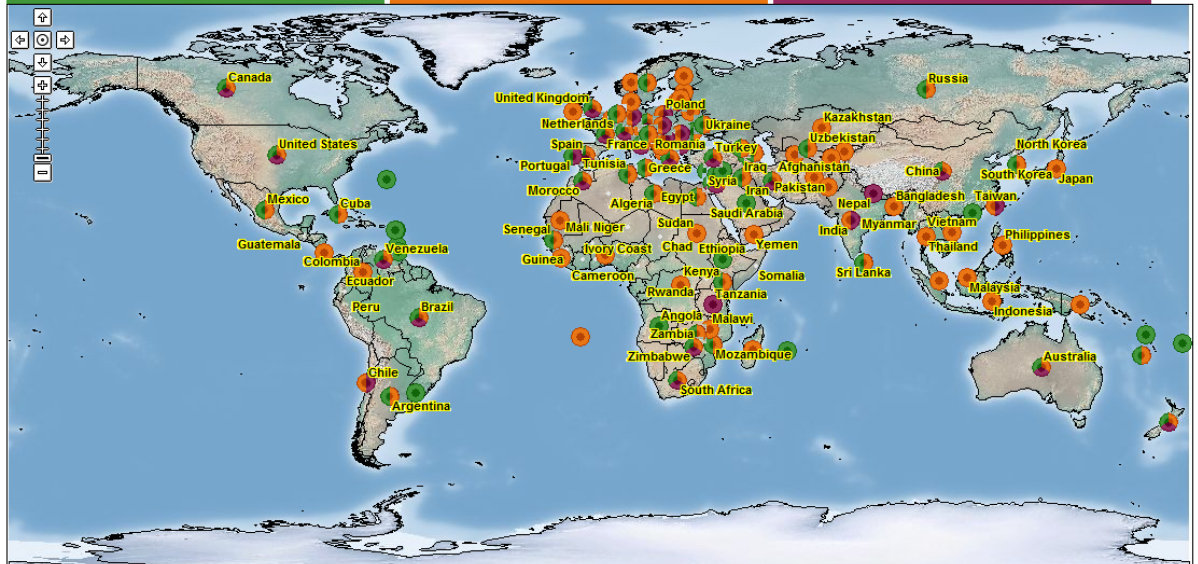 Canada
Russia
United Kingdom
Poland
Kazakhstan
Netherlands
Ukraine
Uzbekistan
United States
Spain
France
Romania
Turkey
North Korea
Portugal
Tunisia
Greece
Iraq
Afghanistan
China
South Korea
Japan
Morocco
Syria
Iran
Pakistan
México
Cuba
Algeria
Egypt
Nepal
Bangladesh
Taiwan
Saudi Arabia
Senegal
Mali
Niger
Sudan
India
Myanmar
Vietnam
Guatemala
Venezuela
Guinea
Ivory Coast
Chad
Ethiopia
Yemen
Thailand
Philippines
Colombia
Cameroon
Kenya
Somalia
Sri Lanka
Ecuador
Rwanda
Tanzania
Malaysia
Peru
Brazil
Angola
Malawi
Indonesia
Zambia
Zimbabwe
Mozambique
Australia
Chile
South Africa
Argentina